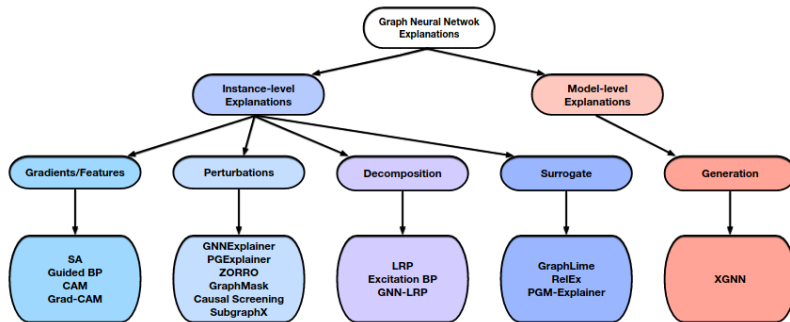 Graph Neural Netwok
Explanations
Instance-level
Explanations
Model-level
Explanations
Gradients/Features
Perturbations
Decomposition
Surrogate
Generation
SA
Guided BP
CAM
Grad-CAM
GNNExplainer
PGExplainer
ZORRO
GraphMask
Causal Screening
SubgraphX
LRP
Excitation BP
GNN-LRP
GraphLime
RelEx
PGM-Explainer
XGNN